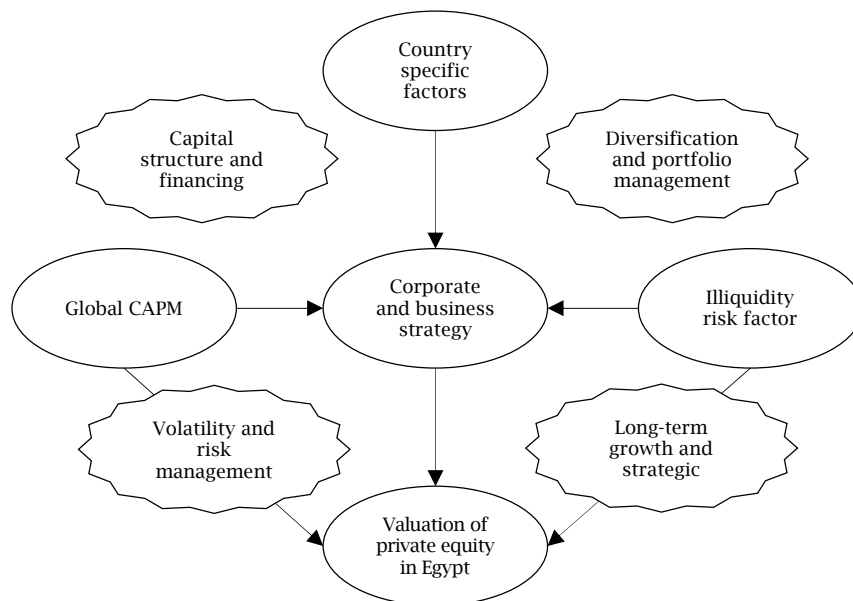 Country
specific
factors
Capital
structure and
financing
Diversification
and portfolio
management
Global CAPM
Corporate
and business
strategy
Illiquidity
risk factor
Volatility and
risk
management
Long-term
growth and
strategic
Valuation of
private equity
in Egypt